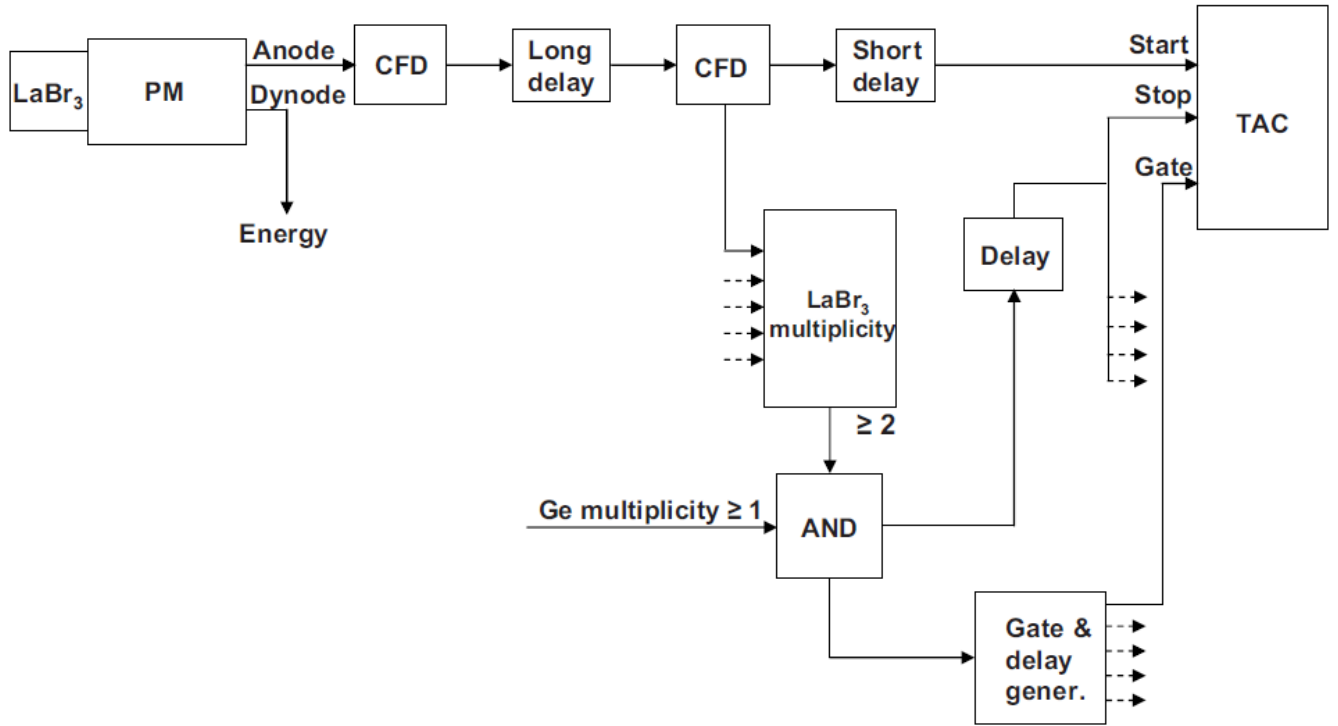 LaBr₃
PM
Anode
Dynode
Energy
CFD
Long
delay
CFD
Short
delay
Start
Stop
Gate
TAC
LaBr₃
multiplicity
≥ 2
Delay
Ge multiplicity ≥ 1
AND
Gate &
delay
gener.